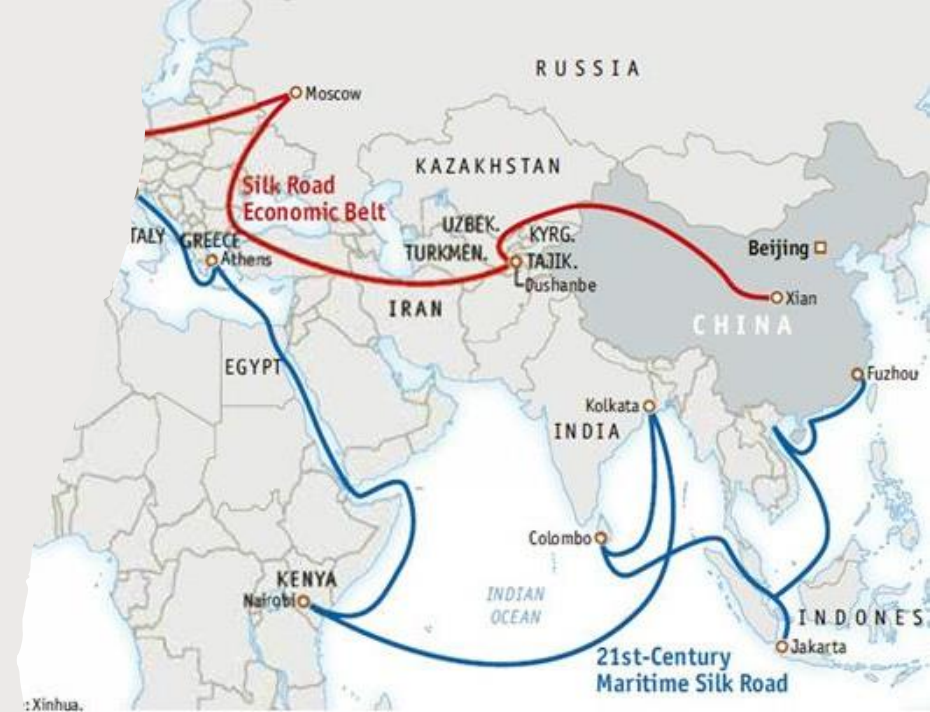 RUSSIA
Moscow
KAZAKHSTAN
Silk Road
Economic Belt
UZBEK.
KYRG.
TALY
GREECE
TURKMEN.
TAJIK.
Beijing
Athens
Dushanbe
IRAN
Xian
CHINA
EGYPT
Fuzhou
Kolkata
INDIA
Colombo
KENYA
Nairobi
INDIAN
OCEAN
INDONES
Jakarta
21st-Century
Maritime Silk Road
: Xinhua.